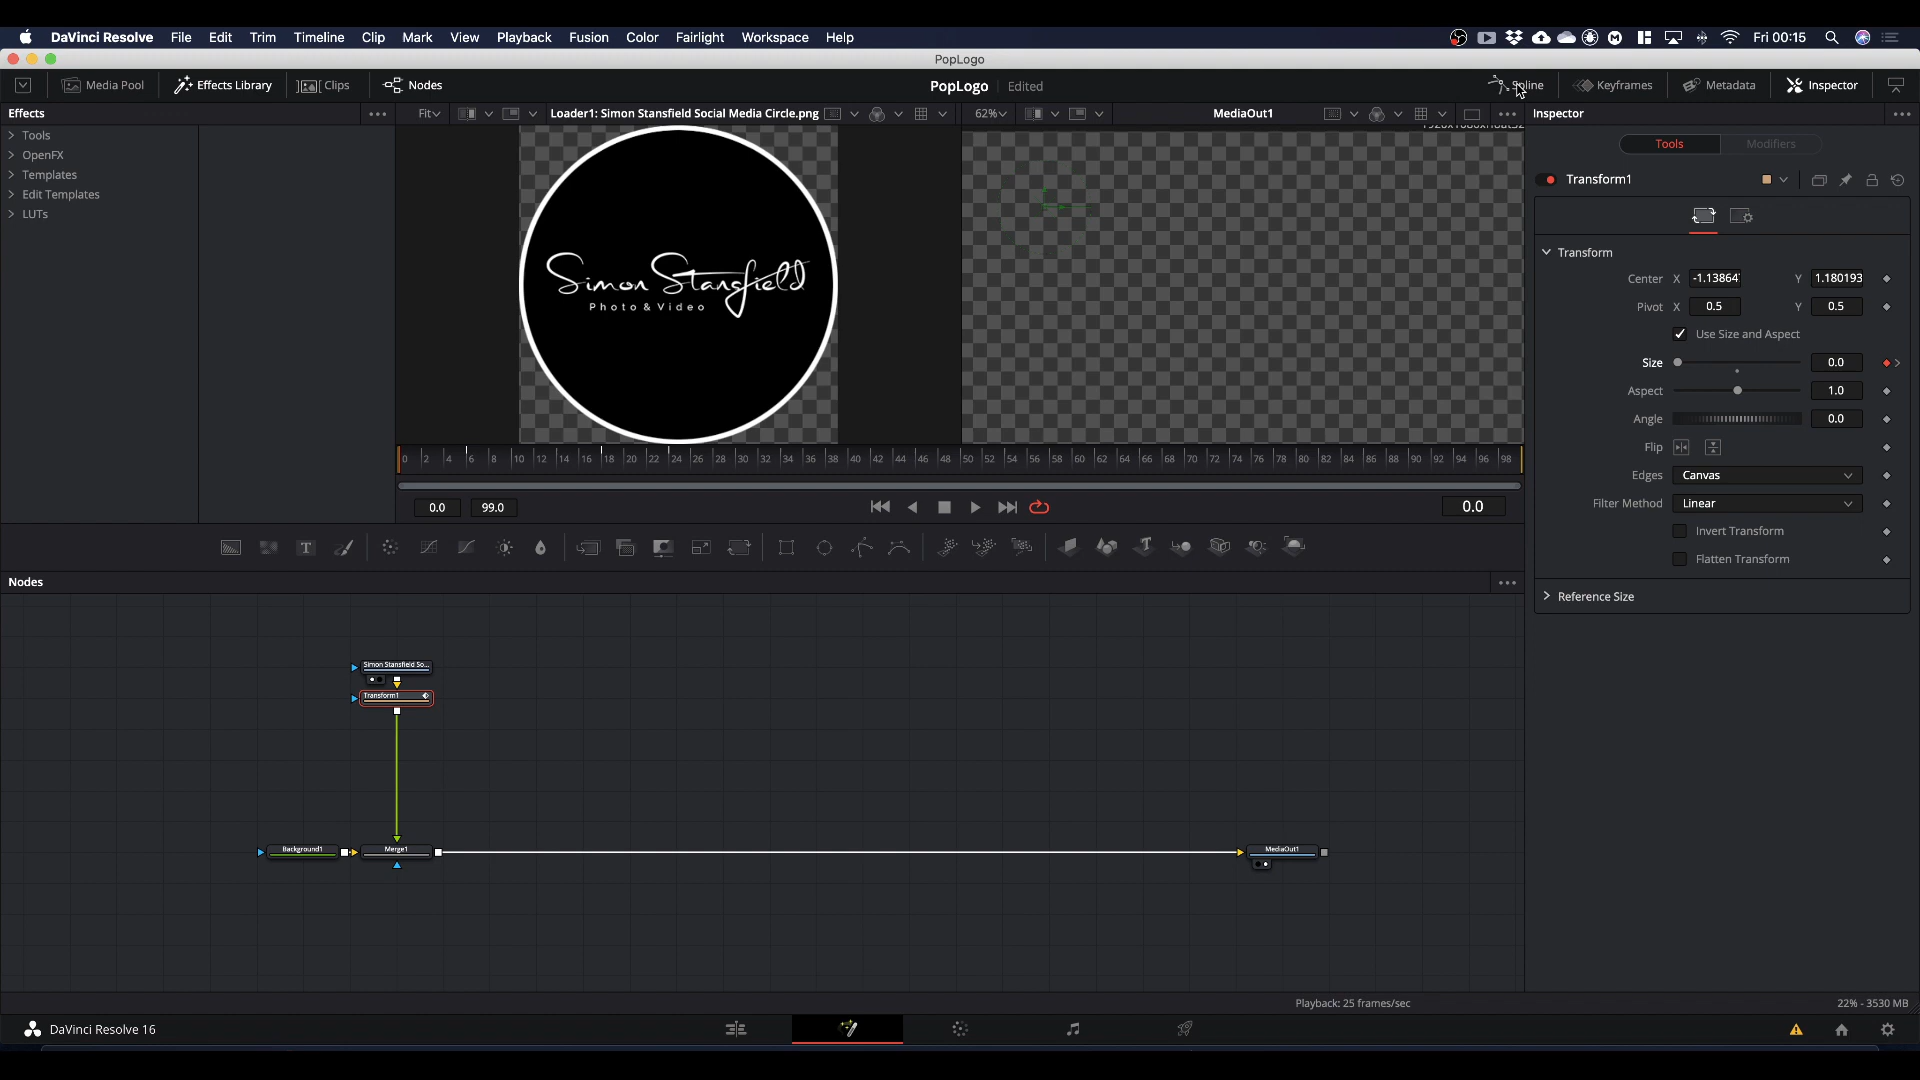 DaVinci Resolve File Edit Trim Timeline Clip Mark View Playback Fusion Color Fairlight Workspace Help Fri 00:15
PopLogo
Media Pool Effects Library Clips Nodes PopLogo Edited Spline Keyframes Metadata Inspector
Effects
Fit
Loader1: Simon Stansfield Social Media Circle.png
62%
MediaOut1
Inspector
Tools
OpenFX
Templates
Edit Templates
LUTs
Simon Stansfield
Photo & Video
Tools Modifiers
Transform1
Transform
Center X -1.13864 Y 1.180193
Pivot X 0.5 Y 0.5
Use Size and Aspect
Size 0.0
Aspect 1.0
Angle 0.0
Flip
Edges Canvas
Filter Method Linear
Invert Transform
Flatten Transform
Reference Size
0 2 4 6 8 10 12 14 16 18 20 22 24 26 28 30 32 34 36 38 40 42 44 46 48 50 52 54 56 58 60 62 64 66 68 70 72 74 76 78 80 82 84 86 88 90 92 94 96 98
0.0 99.0 0.0
Nodes
Simon Stansfield So...
Transform1
Background1 Merge1 MediaOut1
Playback: 25 frames/sec 22% - 3530 MB
DaVinci Resolve 16